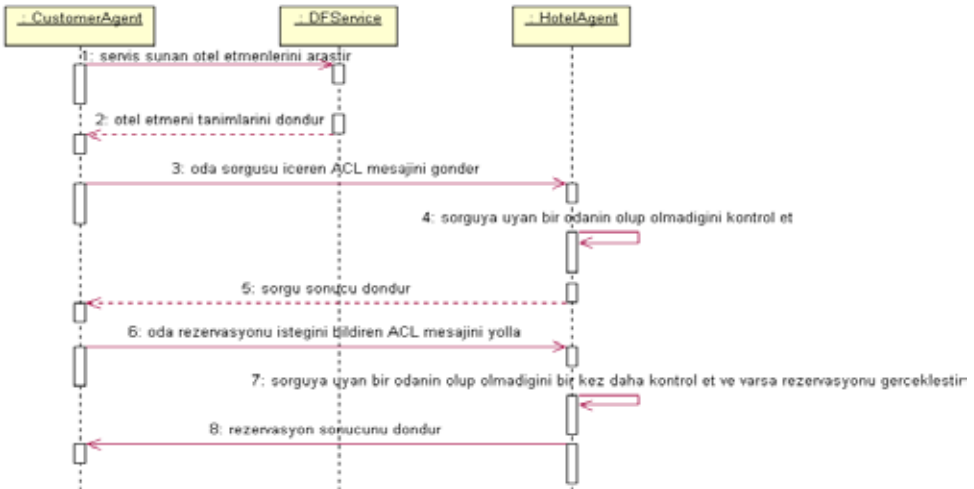 : CustomerAgent
: DFService
: HotelAgent
1: servis sunan otel etmenlerini arastir
2: otel etmeni tanimlarini dondur
3: oda sorgusu iceren ACL mesajini gonder
4: sorguya uyan bir odanin olup olmadigini kontrol et
5: sorgu sonucu dondur
6: oda rezervasyonu istegini bildiren ACL mesajini yolla
7: sorguya uyan bir odanin olup olmadigini bir kez daha kontrol et ve varsa rezervasyonu gerceklestir
8: rezervasyon sonucunu dondur